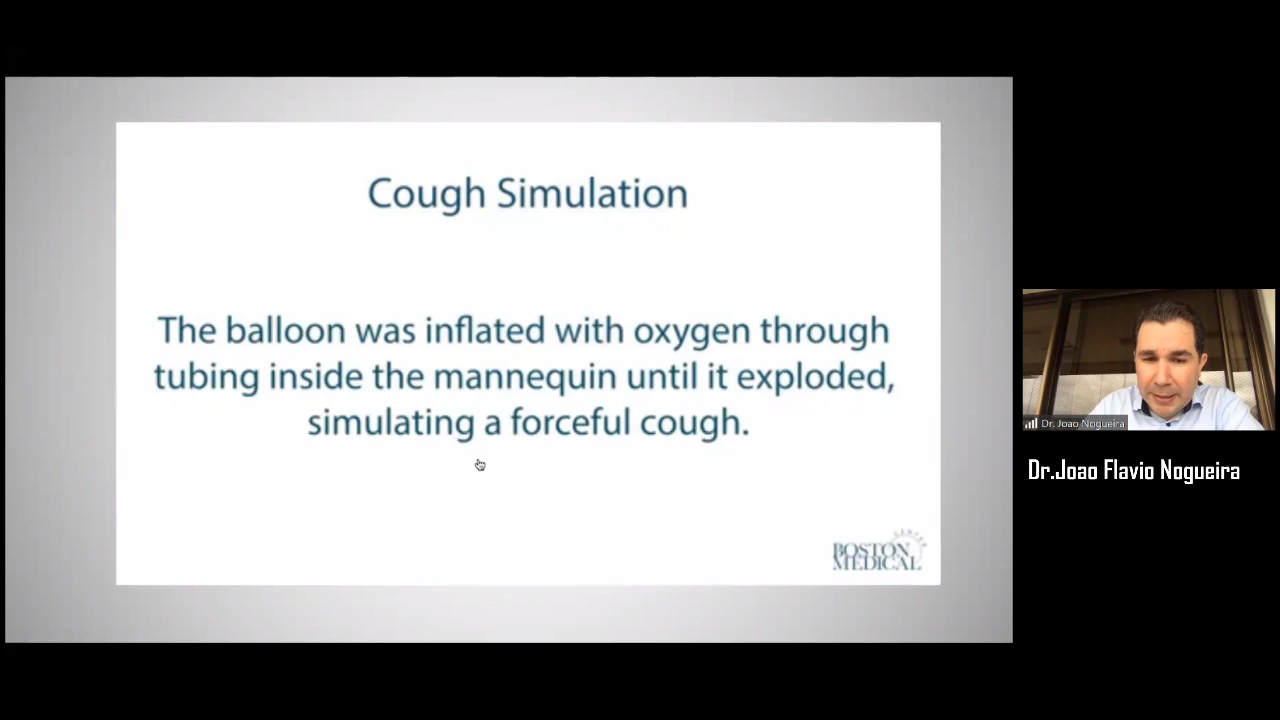 Cough Simulation
The balloon was inflated with oxygen through
tubing inside the mannequin until it exploded,
simulating a forceful cough.
BOSTON
MEDICAL
CENTER
Dr. Joao Nogueira
Dr.Joao Flavio Nogueira